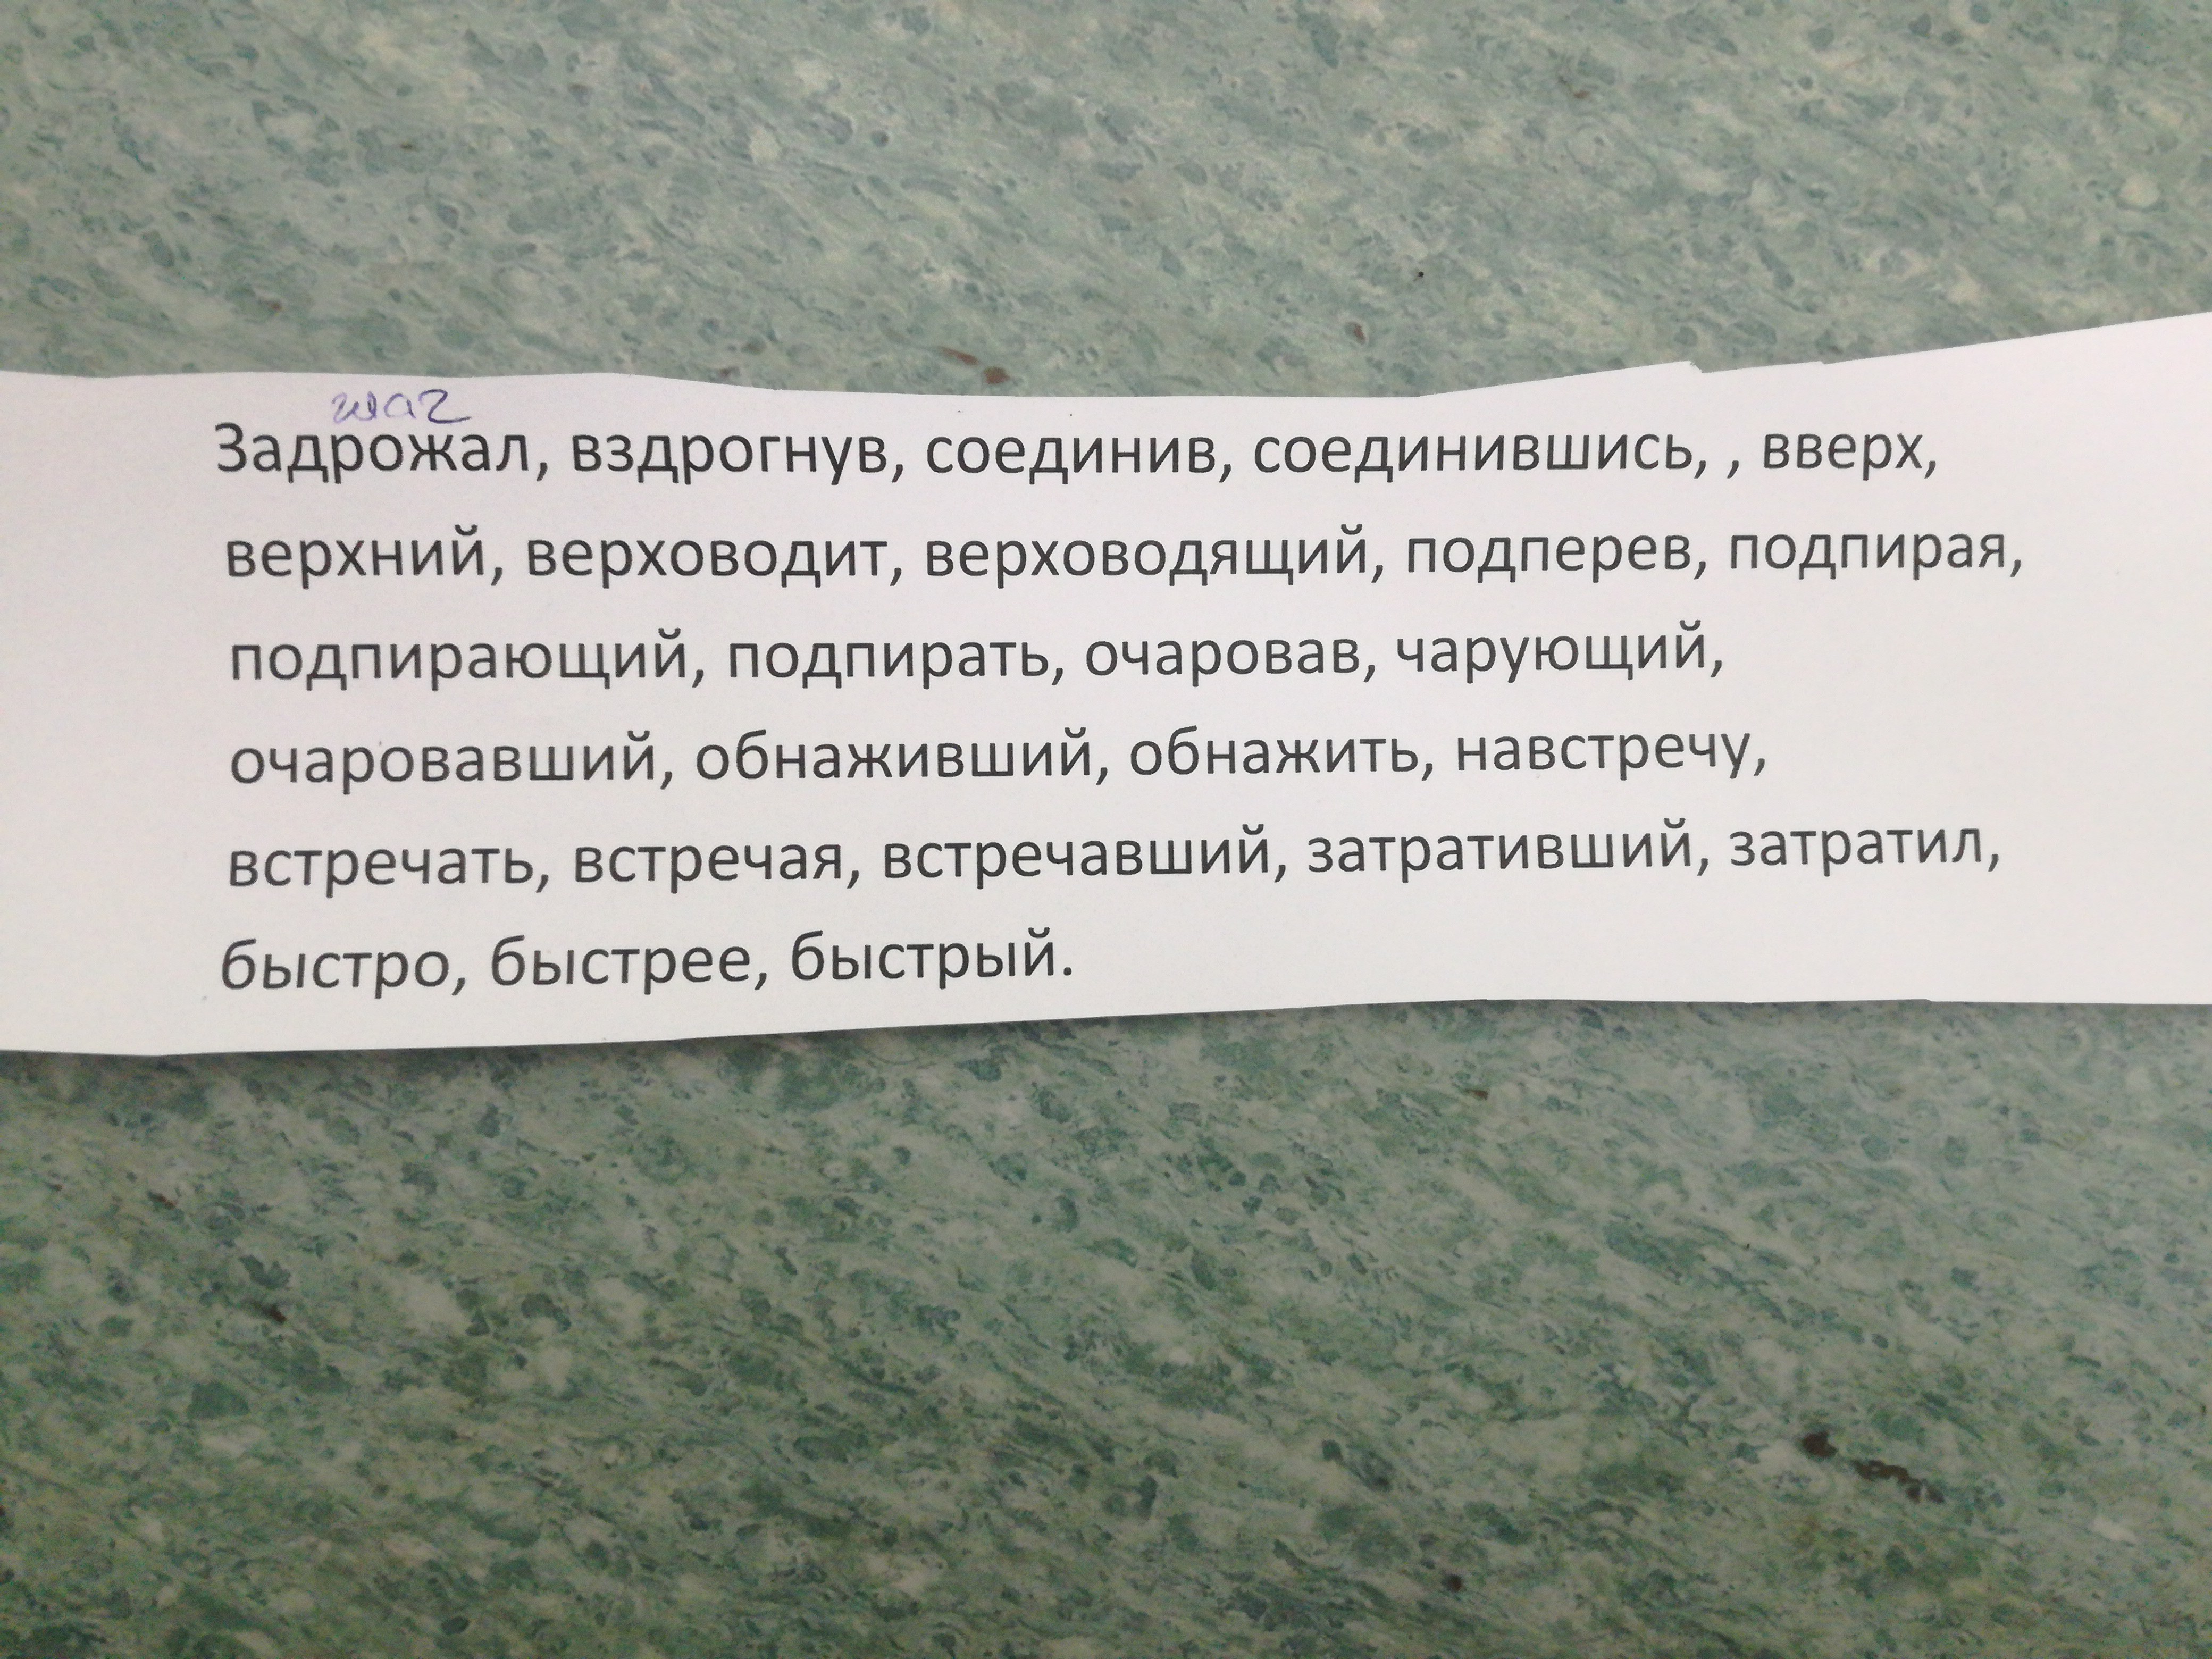 глаг
Задрожал, вздрогнув, соединив, соединившись, , вверх,
верхний, верховодит, верховодящий, подперев, подпирая,
подпирающий, подпирать, очаровав, чарующий,
очаровавший, обнаживший, обнажить, навстречу,
встречать, встречая, встречавший, затративший, затратил,
быстро, быстрее, быстрый.